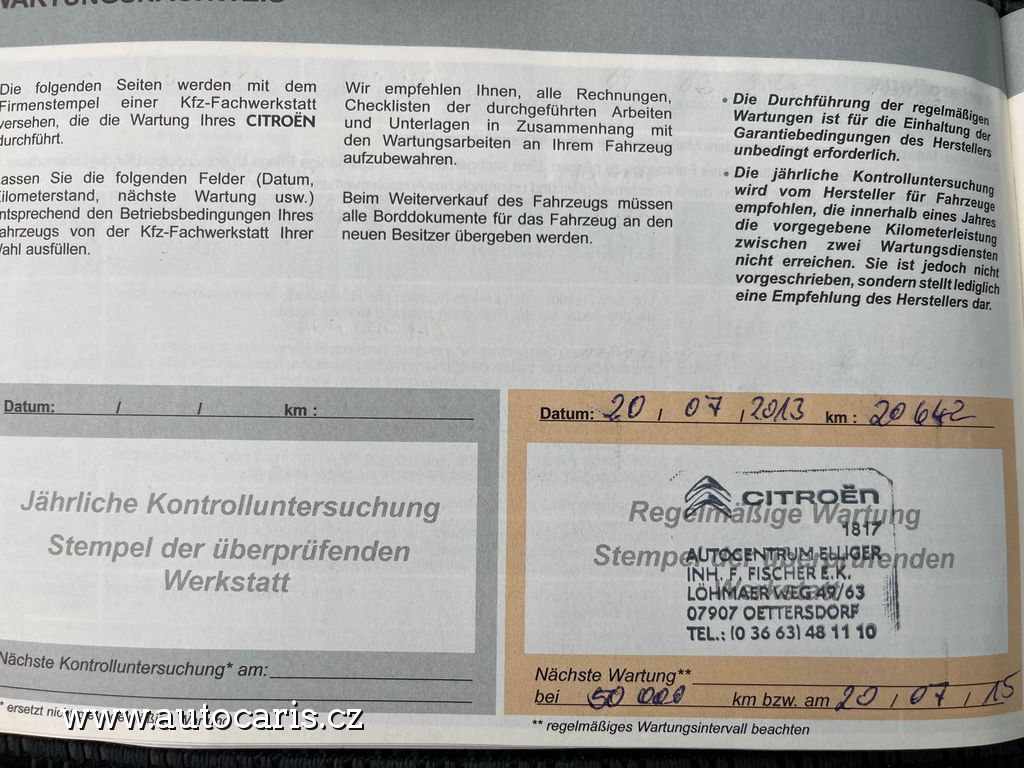 WARTUNGSNACHWEIS
Die folgenden Seiten werden mit dem
Firmenstempel einer Kfz-Fachwerkstatt
versehen, die die Wartung Ihres CITROËN
durchführt.
assen Sie die folgenden Felder (Datum,
ilometerstand, nächste Wartung usw.)
ntsprechend den Betriebsbedingungen Ihres
ahrzeugs von der Kfz-Fachwerkstatt Ihrer
ahl ausfüllen.
Wir empfehlen Ihnen, alle Rechnungen,
Checklisten der durchgeführten Arbeiten
und Unterlagen in Zusammenhang mit
den Wartungsarbeiten an Ihrem Fahrzeug
aufzubewahren.
Beim Weiterverkauf des Fahrzeugs müssen
alle Borddokumente für das Fahrzeug an den
neuen Besitzer übergeben werden.
• Die Durchführung der regelmäßigen
Wartungen ist für die Einhaltung der
Garantiebedingungen des Herstellers
unbedingt erforderlich.
• Die jährliche Kontrolluntersuchung
wird vom Hersteller für Fahrzeuge
empfohlen, die innerhalb eines Jahres
die vorgegebene Kilometerleistung
zwischen zwei Wartungsdiensten
nicht erreichen. Sie ist jedoch nicht
vorgeschrieben, sondern stellt lediglich
eine Empfehlung des Herstellers dar.
Datum: / / km :
Jährliche Kontrolluntersuchung
Stempel der überprüfenden
Werkstatt
Nächste Kontrolluntersuchung* am:
* ersetzt nic
Datum: 20 / 07 / 2013 km : 20642
Regelmäßige Wartung
Stempel der überprüfenden
Werkstatt
CITROËN
1817
AUTOCENTRUM ELLIGER
INH. F. FISCHER E.K.
LÖHMAER WEG 49/63
07907 OETTERSDORF
TEL.: (0 36 63) 48 11 10
Nächste Wartung**
bei 50 000 km bzw. am 20 / 07 / 15
** regelmäßiges Wartungsintervall beachten
www.autocaris.cz